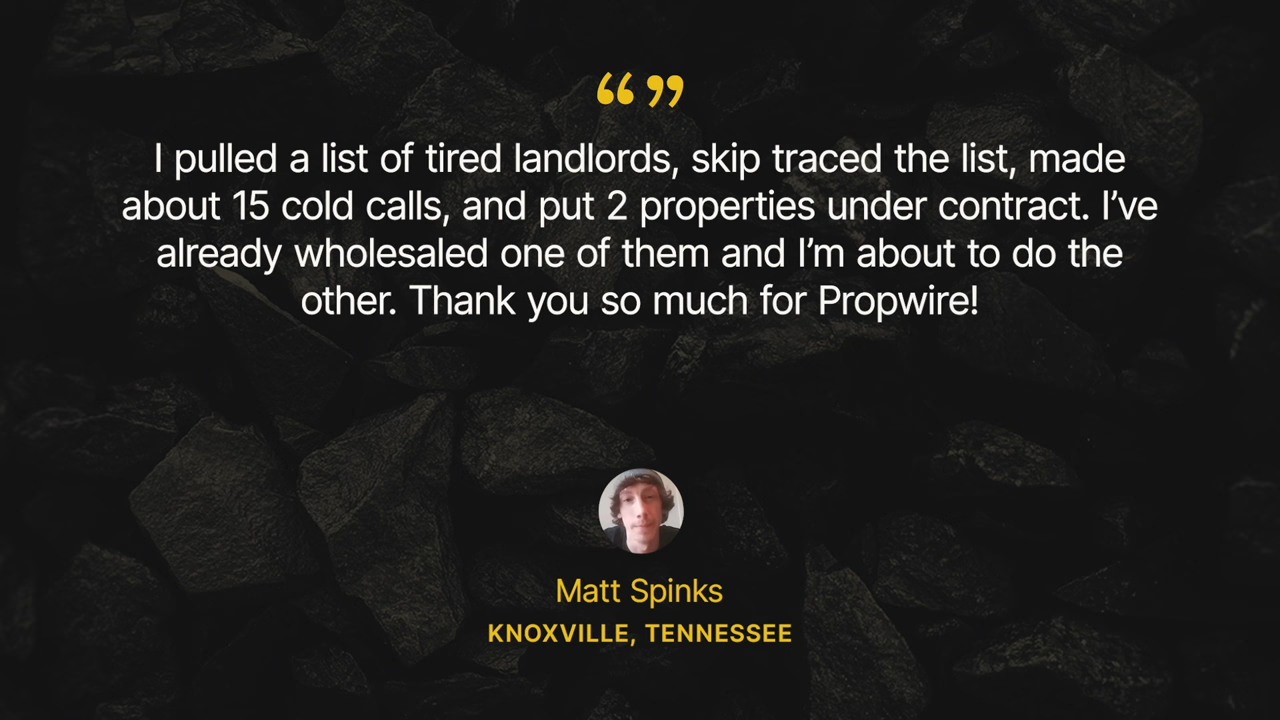 “ ”
I pulled a list of tired landlords, skip traced the list, made
about 15 cold calls, and put 2 properties under contract. I’ve
already wholesaled one of them and I’m about to do the
other. Thank you so much for Propwire!
Matt Spinks
KNOXVILLE, TENNESSEE